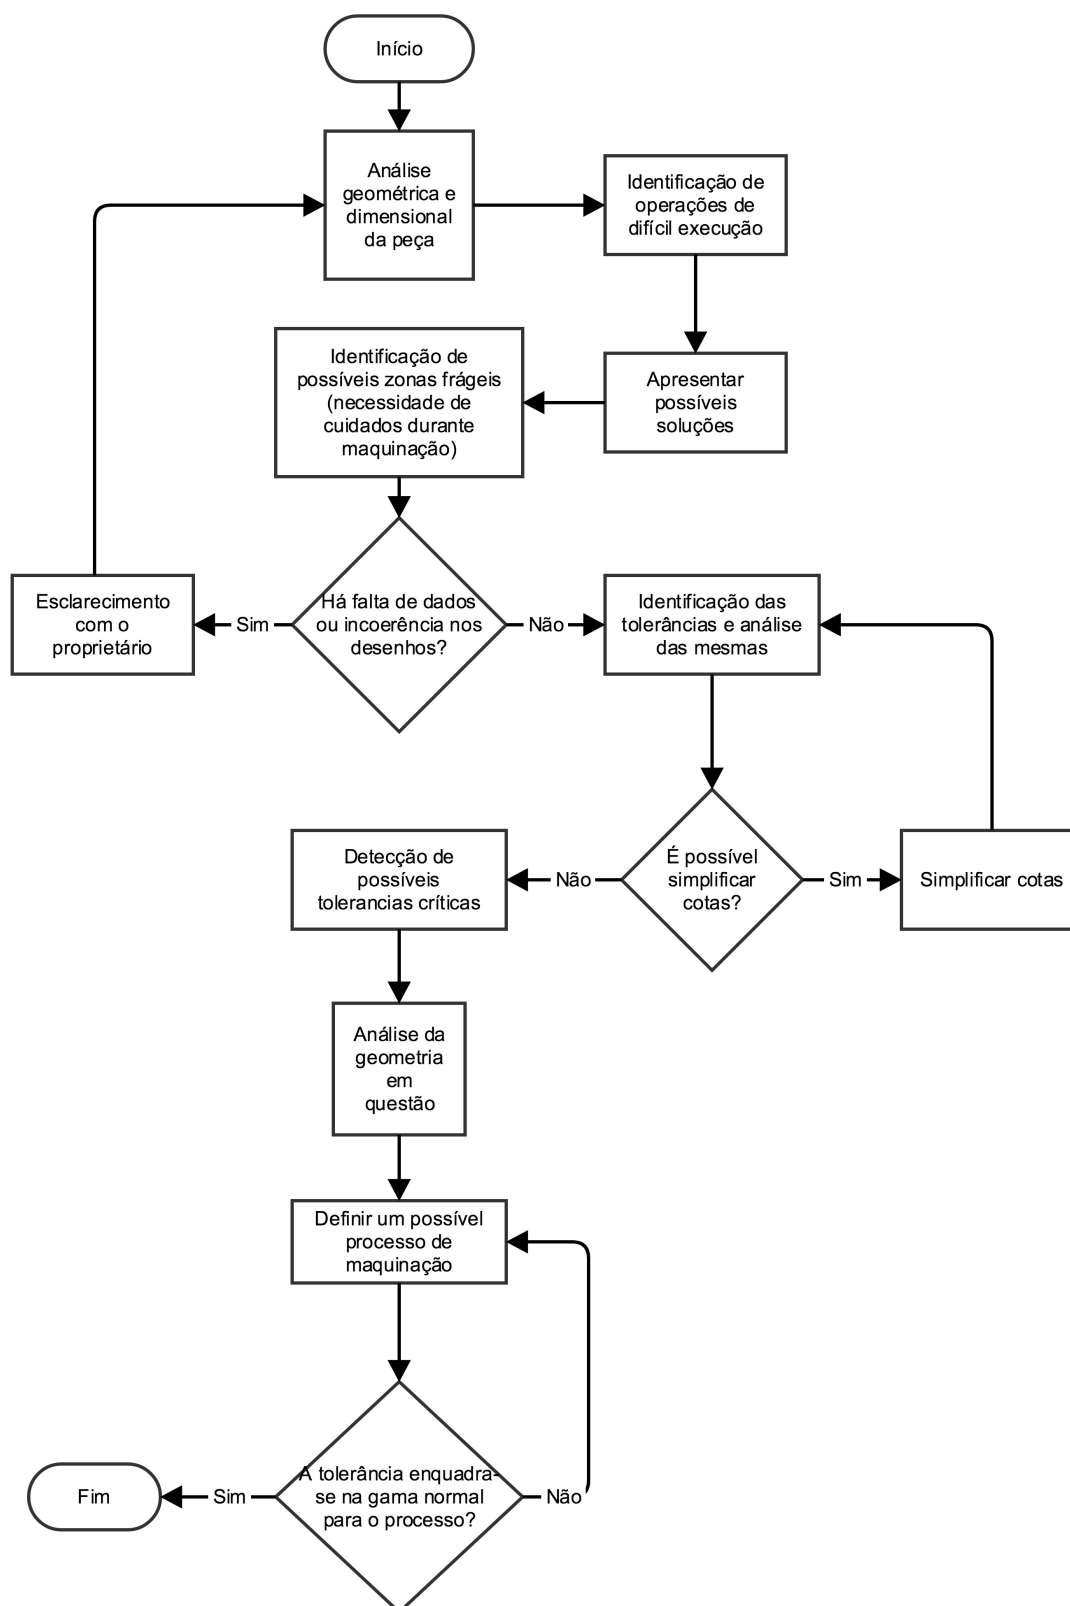 Início
Análise
geométrica e
dimensional
da peça
Identificação de
operações de
difícil execução
Identificação de
possíveis zonas frágeis
(necessidade de
cuidados durante
maquinação)
Apresentar
possíveis
soluções
Esclarecimento
com o
proprietário
Sim
Há falta de dados
ou incoerência nos
desenhos?
Não
Identificação das
tolerâncias e análise
das mesmas
Detecção de
possíveis
tolerancias críticas
Não
É possível
simplificar
cotas?
Sim
Simplificar cotas
Análise da
geometria
em
questão
Definir um possível
processo de
maquinação
Fim
Sim
A tolerância enquadra-
se na gama normal
para o processo?
Não